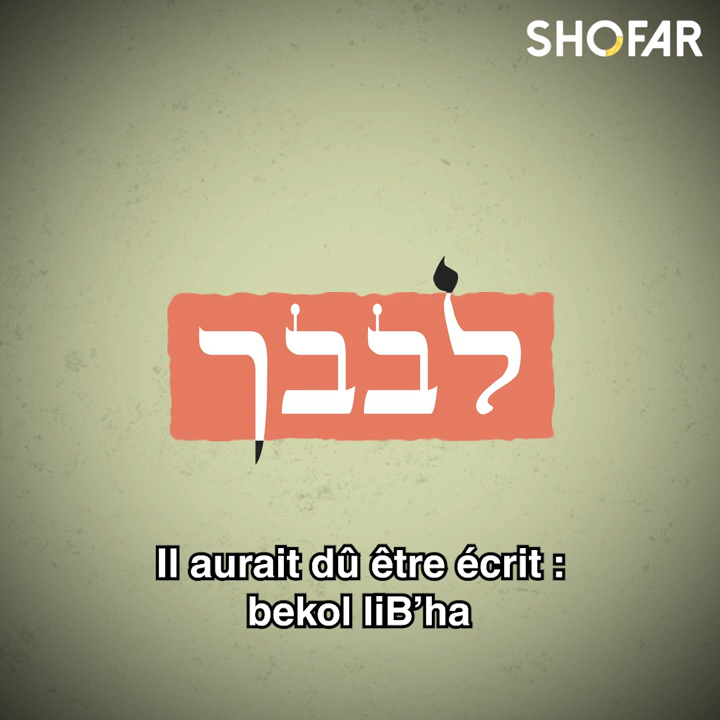 SHOFAR
לבבך
Il aurait dû être écrit :
bekol liB’ha